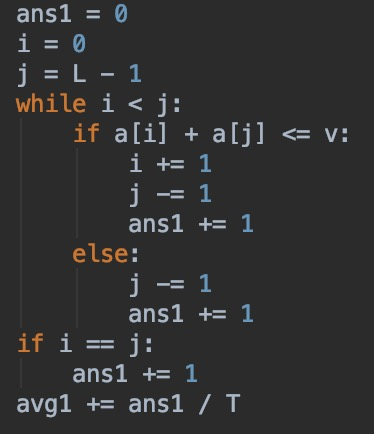 ans1 = 0
i = 0
j = L - 1
while i < j:
    if a[i] + a[j] <= v:
        i += 1
        j -= 1
        ans1 += 1
    else:
        j -= 1
        ans1 += 1
if i == j:
    ans1 += 1
avg1 += ans1 / T